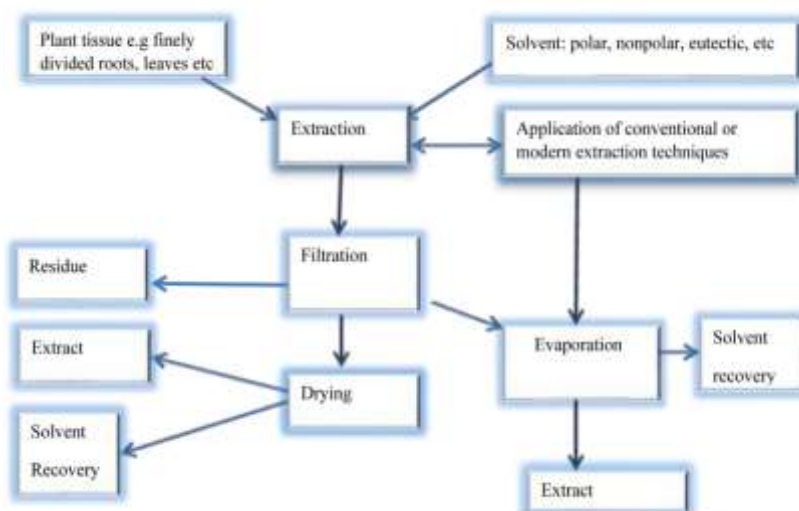 Plant tissue e.g finely
divided roots, leaves etc
Solvent: polar, nonpolar, eutectic, etc
Extraction
Application of conventional or
modern extraction techniques
Filtration
Residue
Extract
Evaporation
Solvent
recovery
Drying
Solvent
Recovery
Extract